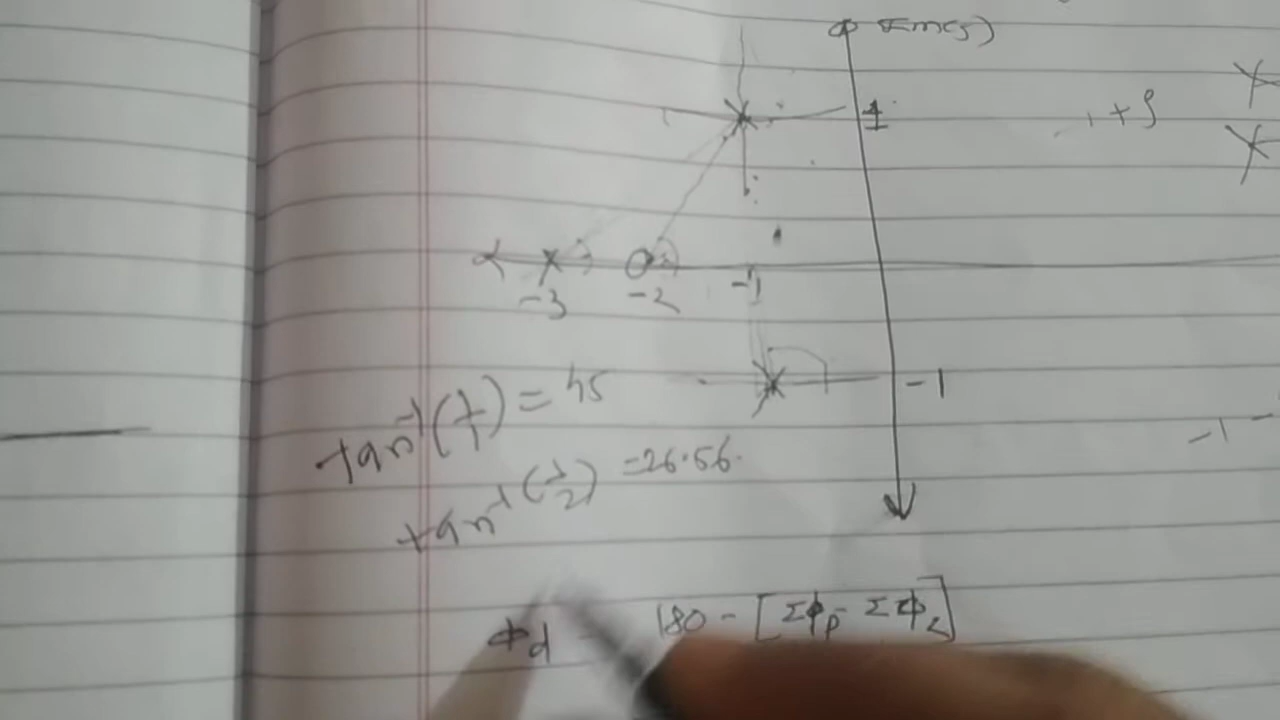 Im(s)
1
-3 -2 -1
-1
tan⁻¹(1/1) = 45
tan⁻¹(1/2) = 26.56.
Φd = 180 - [Σϕp - Σϕz]